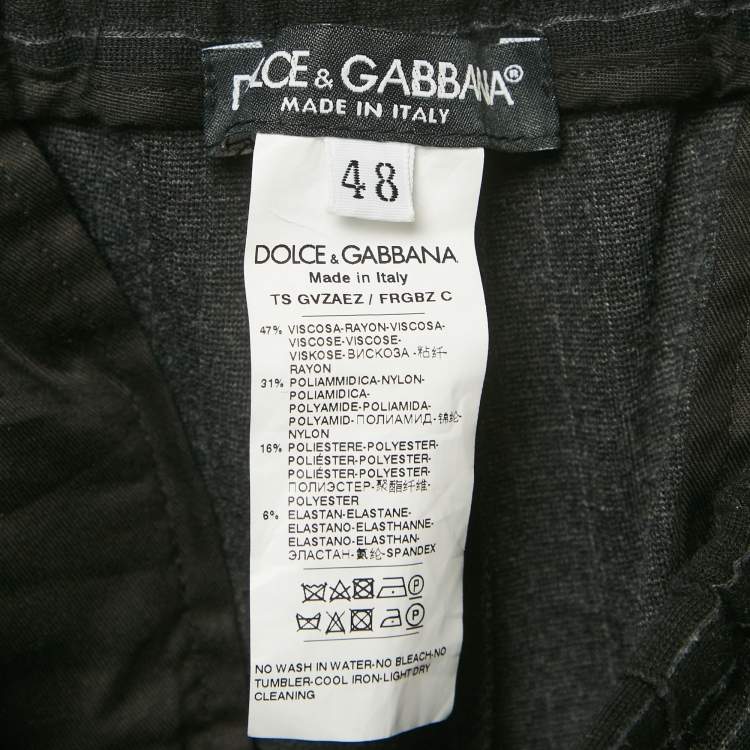 DOLCE & GABBANA®
MADE IN ITALY
48
DOLCE & GABBANA
Made in Italy
TS GVZAEZ / FRGBZ C
47% VISCOSA-RAYON-VISCOSA-
VISCOSE-VISCOSE-
VISKOSE-ВИСКОЗА-粘纤-
RAYON
31% POLIAMMIDICA-NYLON-
POLIAMIDICA-
POLYAMIDE-POLIAMIDA-
POLYAMID-ПОЛИАМИД-锦纶-
NYLON
16% POLIESTERE-POLYESTER-
POLIÉSTER-POLYESTER-
POLIÉSTER-POLYESTER-
ПОЛИЭСТЕР-聚酯纤维-
POLYESTER
6% ELASTAN-ELASTANE-
ELASTANO-ELASTHANNE-
ELASTANO-ELASTHAN-
ЭЛАСТАН-氨纶-SPANDEX
NO WASH IN WATER-NO BLEACH-NO
TUMBLER-COOL IRON-LIGHT DRY
CLEANING